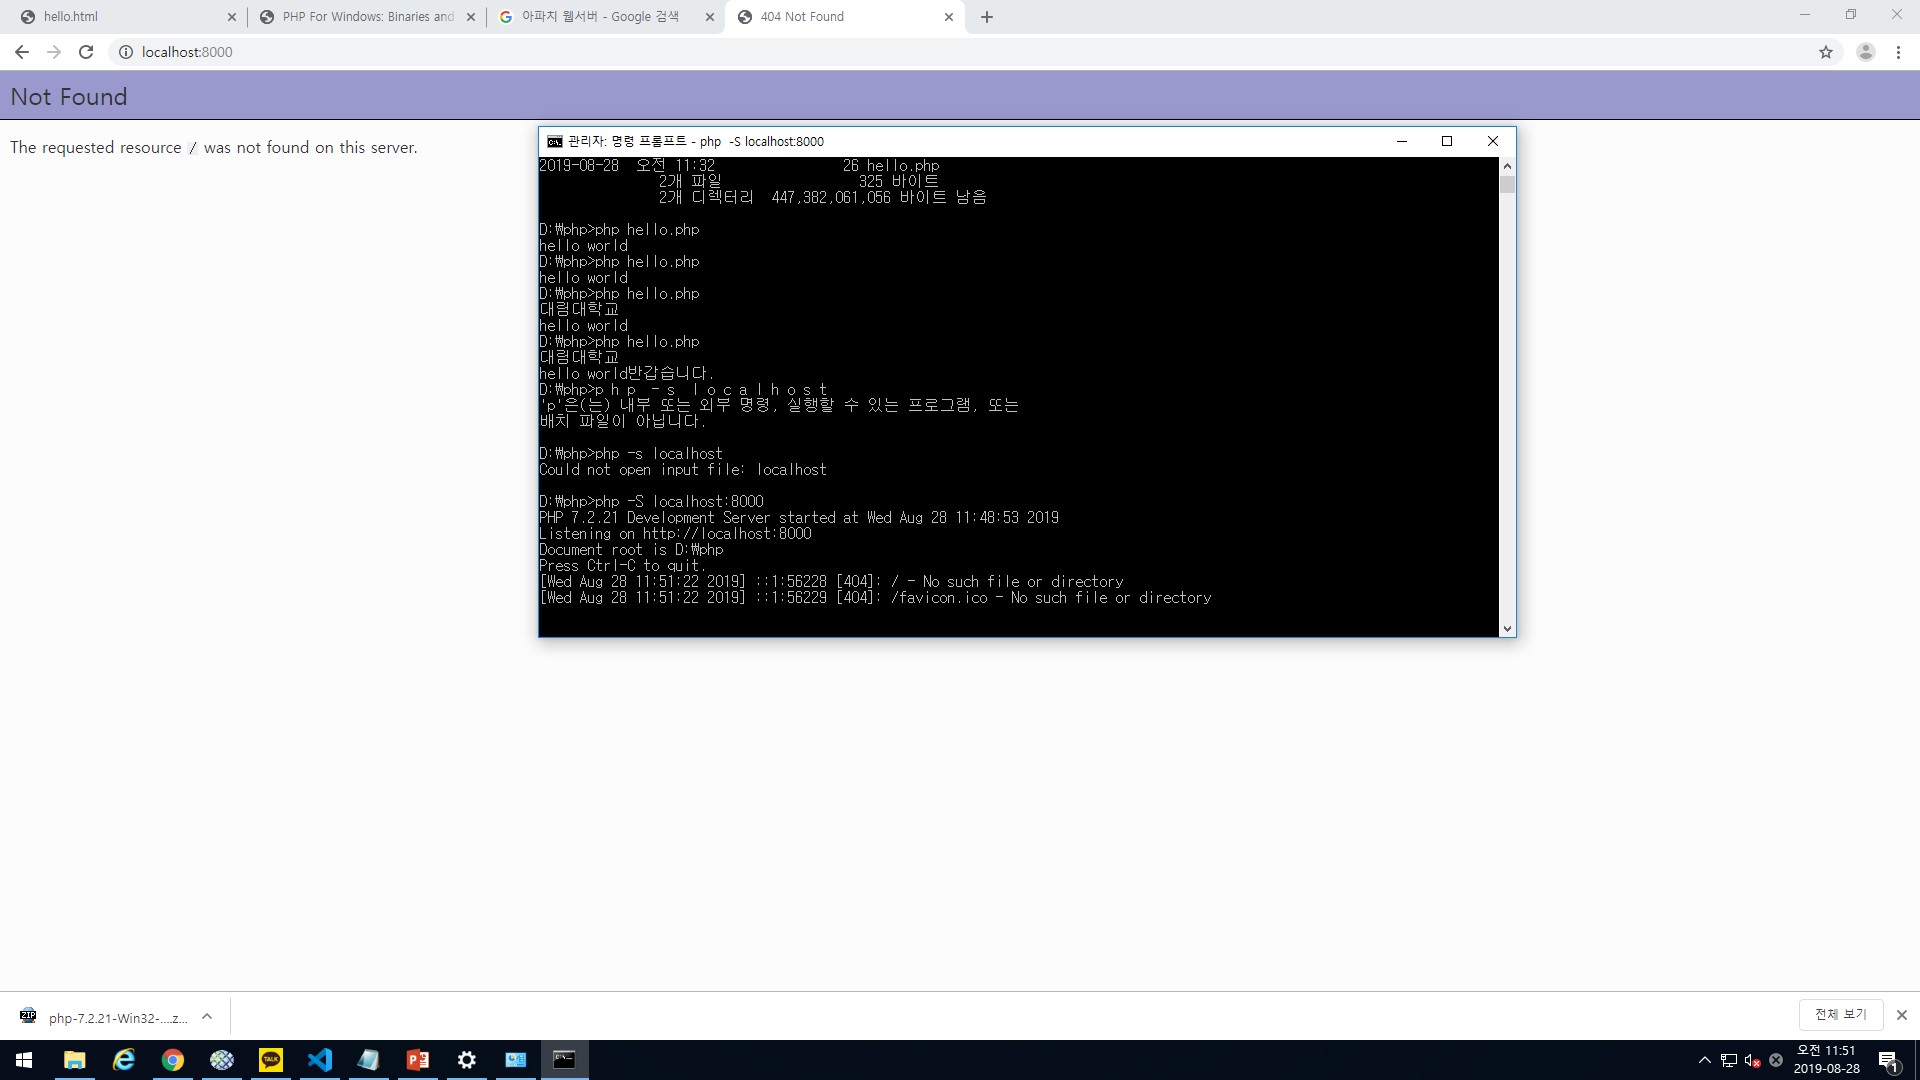 hello.html
PHP For Windows: Binaries and
아파치 웹서버 - Google 검색
404 Not Found
localhost:8000
Not Found
The requested resource / was not found on this server.
관리자: 명령 프롬프트 - php  -S localhost:8000
2019-08-28  오전 11:32                26 hello.php
2개 파일                 325 바이트
2개 디렉터리  447,382,061,056 바이트 남음
D:₩php>php hello.php
hello world
D:₩php>php hello.php
hello world
D:₩php>php hello.php
대림대학교
hello world
D:₩php>php hello.php
대림대학교
hello world반갑습니다.
D:₩php>p h p  - s  l o c a l h o s t
'p'은(는) 내부 또는 외부 명령, 실행할 수 있는 프로그램, 또는
배치 파일이 아닙니다.
D:₩php>php -s localhost
Could not open input file: localhost
D:₩php>php -S localhost:8000
PHP 7.2.21 Development Server started at Wed Aug 28 11:48:53 2019
Listening on http://localhost:8000
Document root is D:₩php
Press Ctrl-C to quit.
[Wed Aug 28 11:51:22 2019] ::1:56228 [404]: / - No such file or directory
[Wed Aug 28 11:51:22 2019] ::1:56229 [404]: /favicon.ico - No such file or directory
ZIP
php-7.2.21-Win32-....z...
전체 보기
TALK
오전 11:51
2019-08-28
1